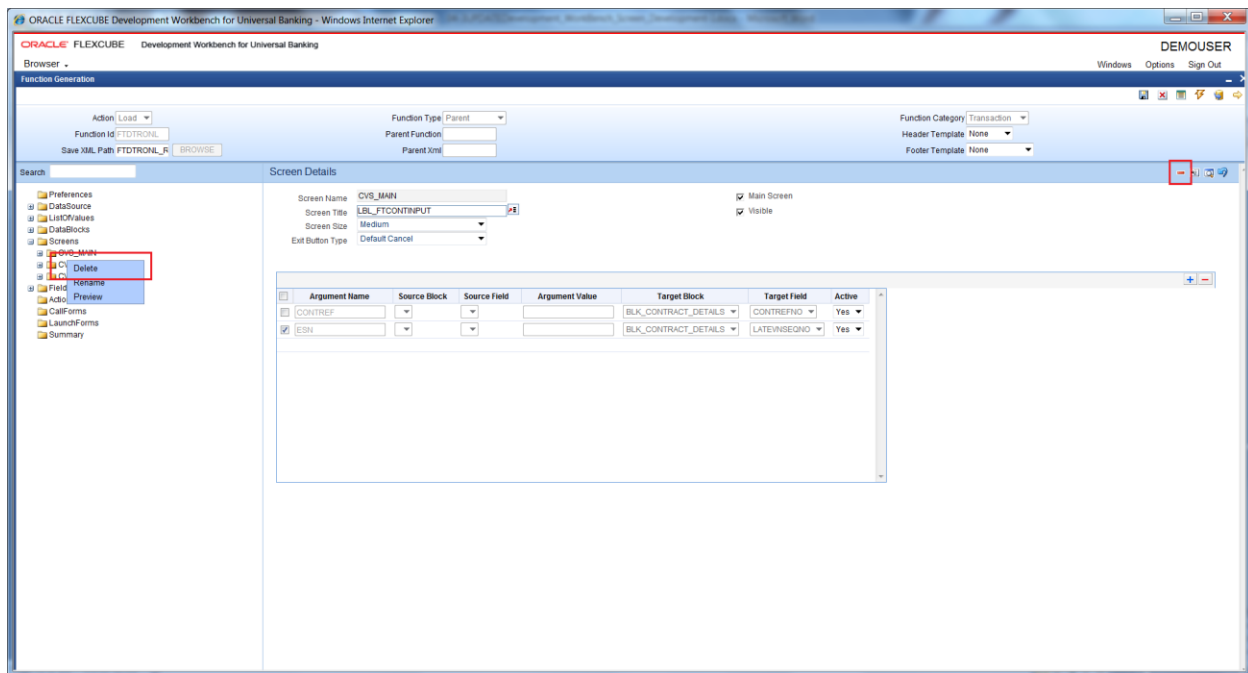 ORACLE FLEXCUBE Development Workbench for Universal Banking - Windows Internet Explorer
ORACLE FLEXCUBE Development Workbench for Universal Banking
DEMOUSER
Browser
Windows Options Sign Out
Function Generation
Action Load
Function Type Parent
Function Category Transaction
Function Id FTDTRONL
Parent Function
Header Template None
Save XML Path FTDTRONL_R BROWSE
Parent Xml
Footer Template None
Search
Screen Details
Preferences
DataSource
ListOfValues
DataBlocks
Screens
CVS_MAIN
Delete
Rename
Preview
Field
Actio
CallForms
LaunchForms
Summary
Screen Name CVS_MAIN
Main Screen
Screen Title LBL_FTCONTINPUT
Visible
Screen Size Medium
Exit Button Type Default Cancel
Argument Name Source Block Source Field Argument Value Target Block Target Field Active
CONTREF BLK_CONTRACT_DETAILS CONTREFNO Yes
ESN BLK_CONTRACT_DETAILS LATEVNSEQNO Yes